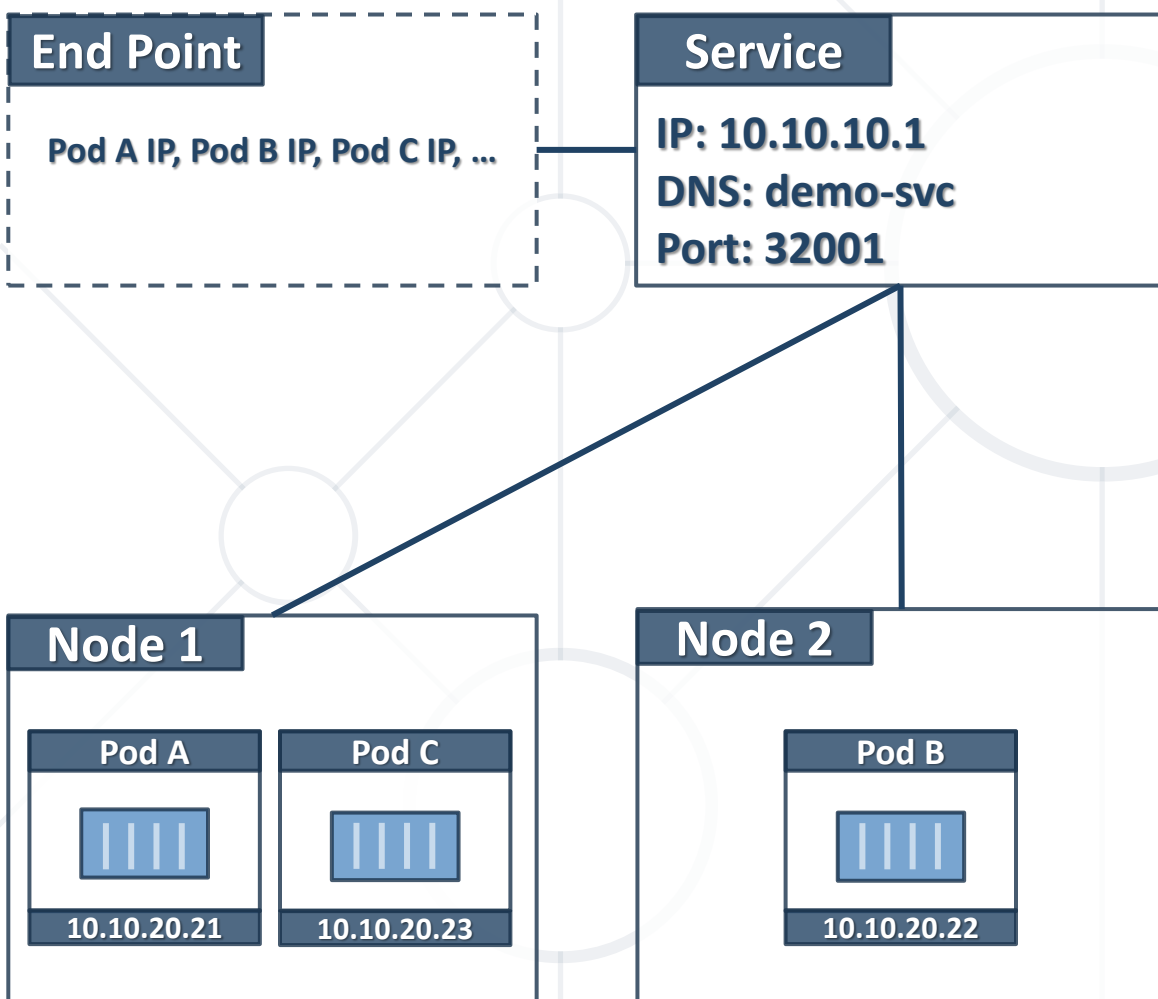 End Point
Pod A IP, Pod B IP, Pod C IP, ...
Service
IP: 10.10.10.1
DNS: demo-svc
Port: 32001
Node 1
Pod A
10.10.20.21
Pod C
10.10.20.23
Node 2
Pod B
10.10.20.22